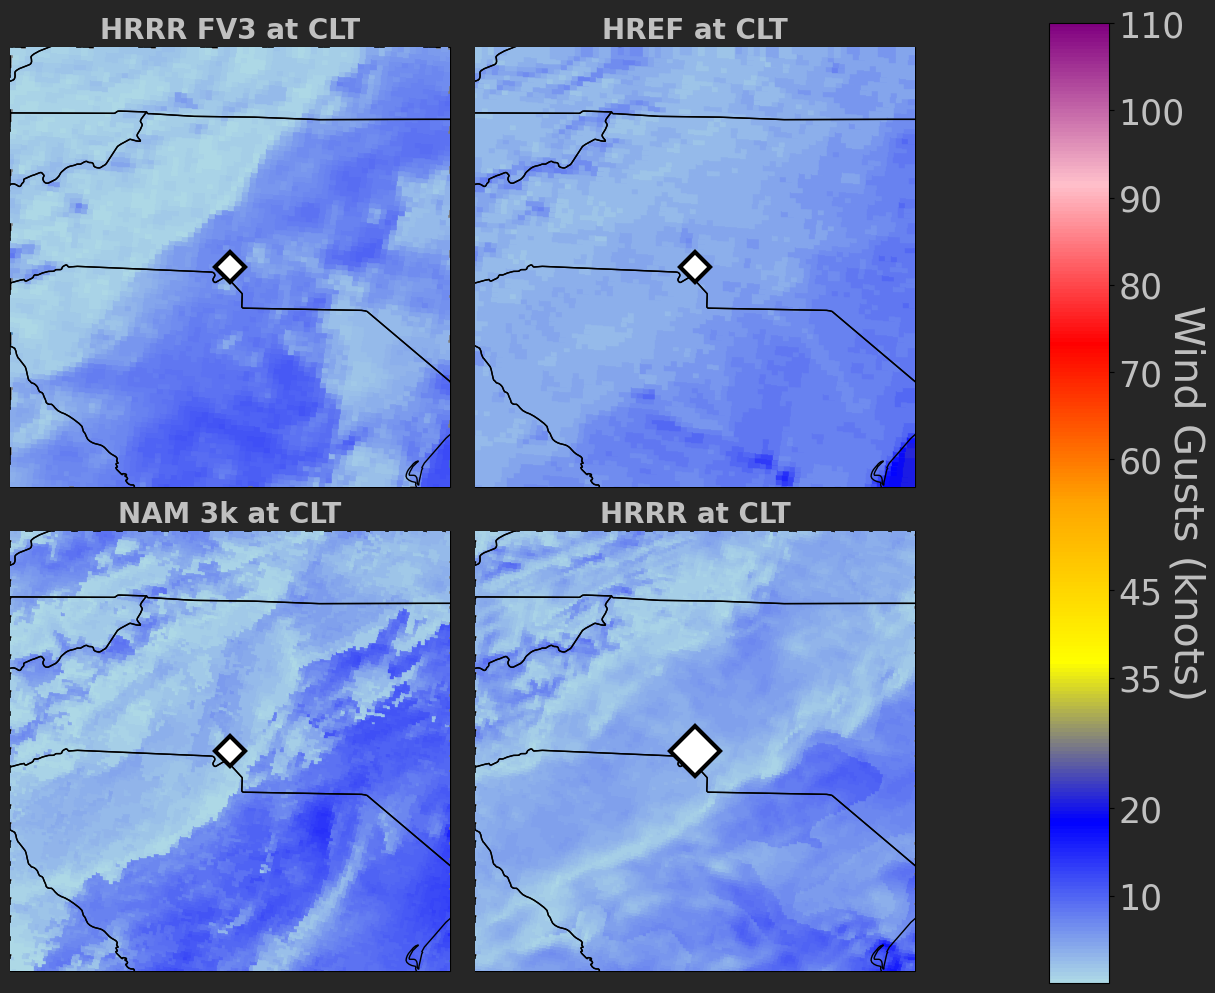 HRRR FV3 at CLT
HREF at CLT
NAM 3k at CLT
HRRR at CLT
110
100
90
80
70
60
45
35
20
10
Wind Gusts (knots)